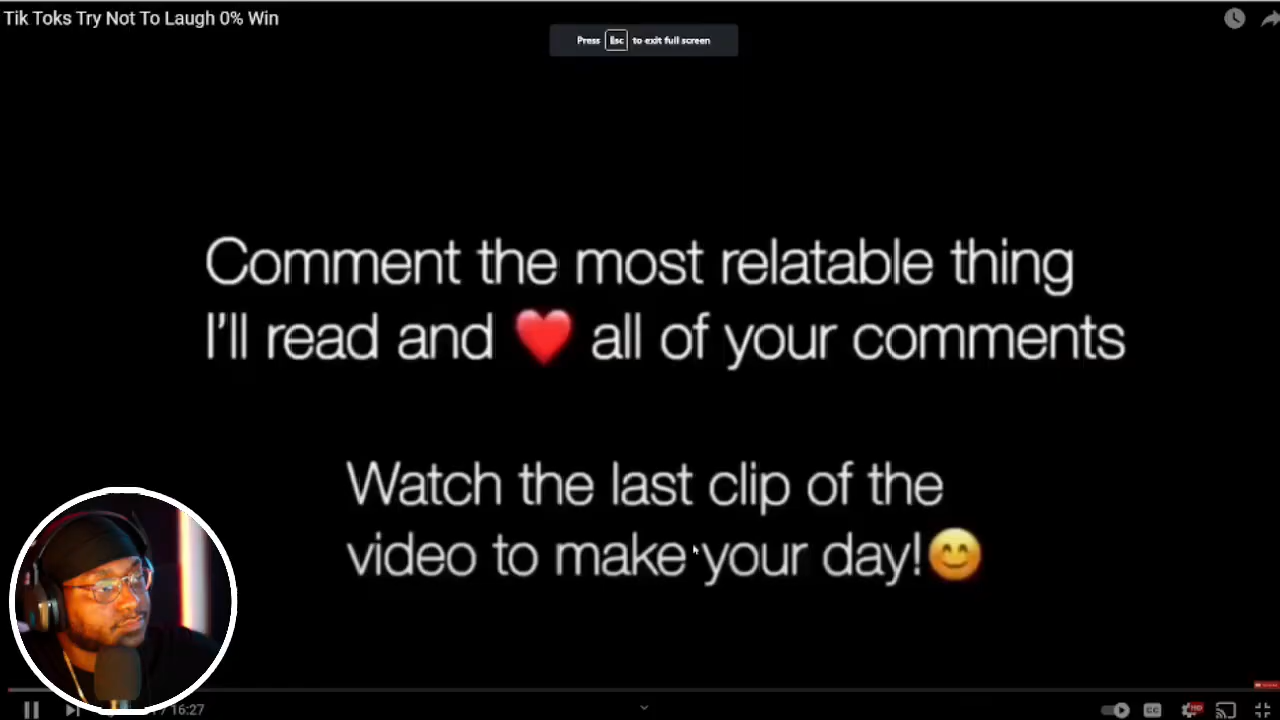 Tik Toks Try Not To Laugh 0% Win
Press Esc to exit full screen
Comment the most relatable thing
I'll read and ❤️ all of your comments
Watch the last clip of the
video to make your day!😊
/ 16:27
CC
HD